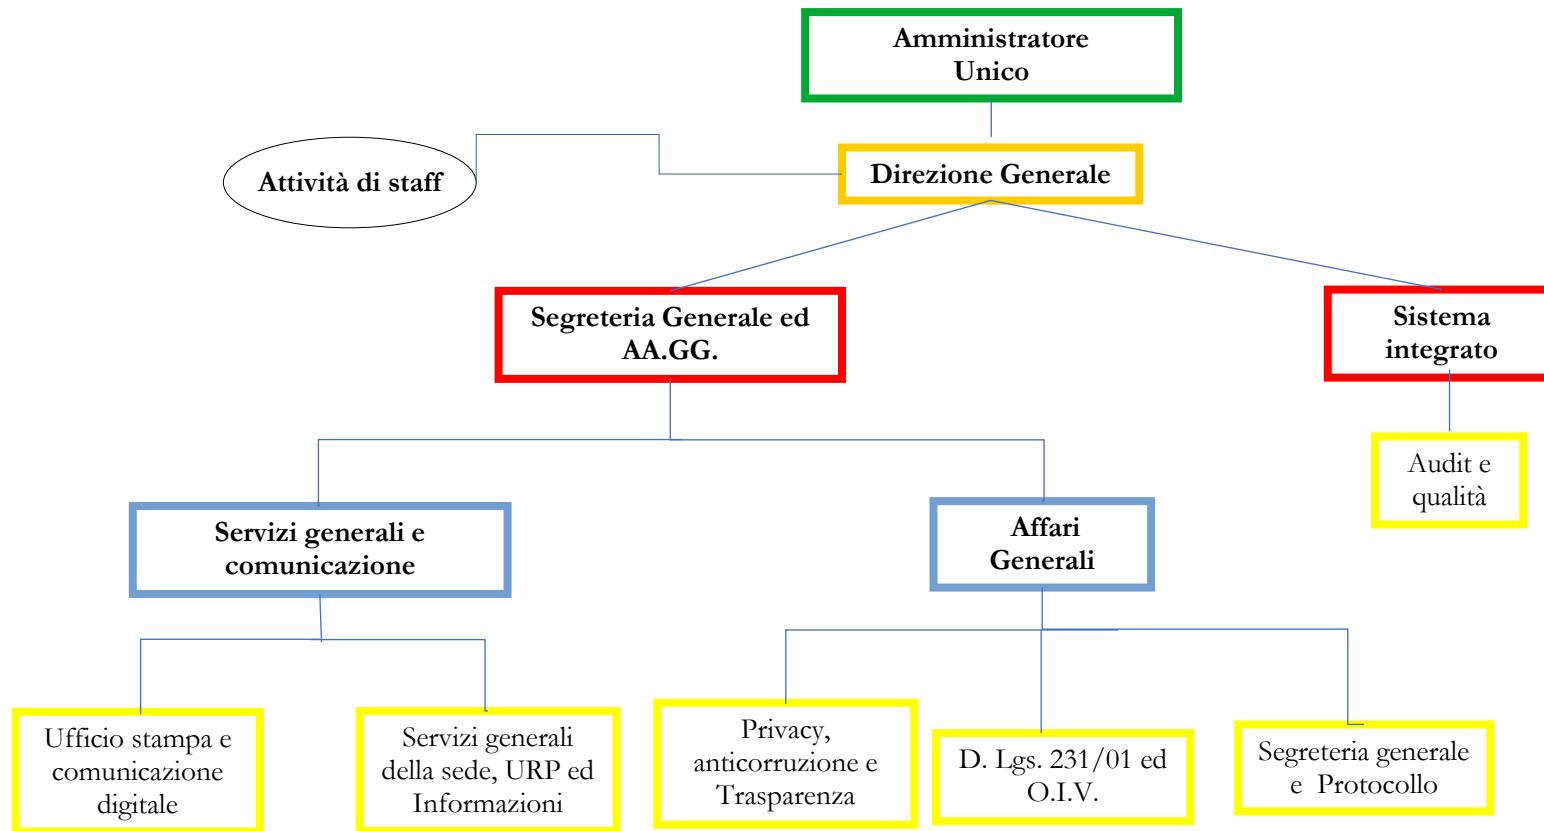 Amministratore
Unico
Attività di staff
Direzione Generale
Segreteria Generale ed
AA.GG.
Sistema
integrato
Audit e
qualità
Servizi generali e
comunicazione
Affari
Generali
Ufficio stampa e
comunicazione
digitale
Servizi generali
della sede, URP ed
Informazioni
Privacy,
anticorruzione e
Trasparenza
D. Lgs. 231/01 ed
O.I.V.
Segreteria generale
e Protocollo